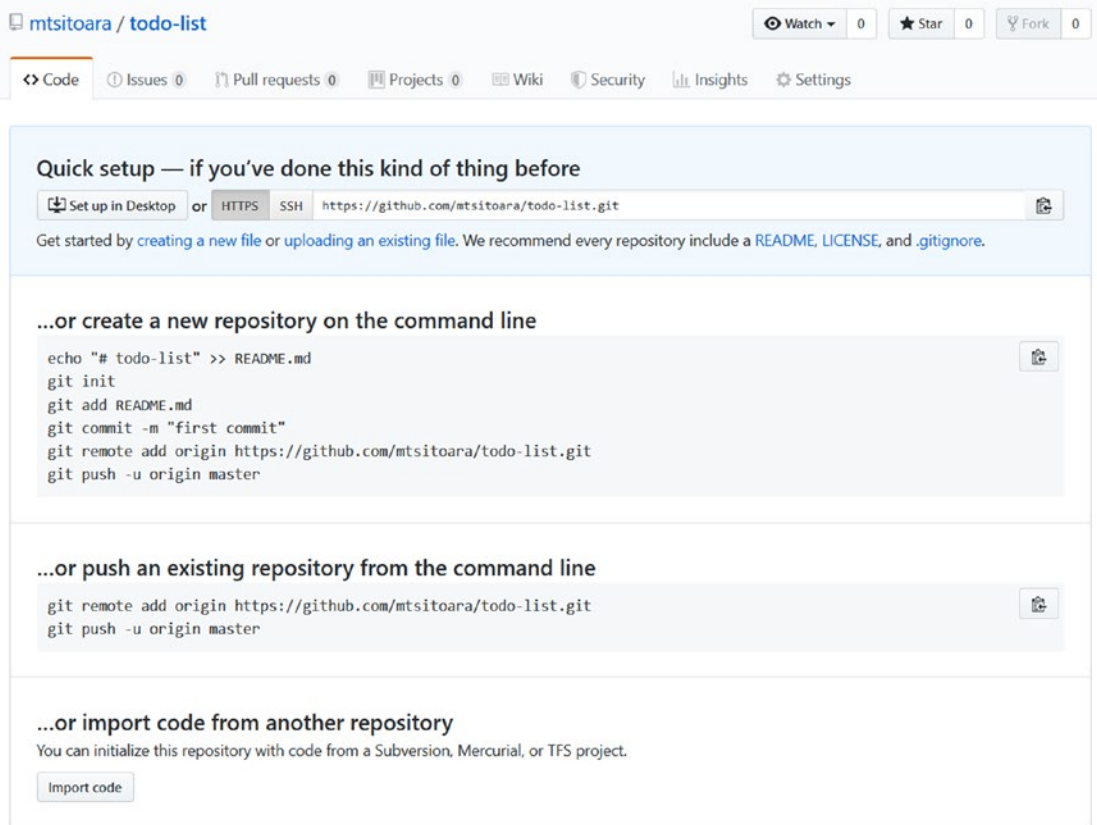 mtsitoara / todo-list
Watch 0 Star 0 Fork 0
Code Issues 0 Pull requests 0 Projects 0 Wiki Security Insights Settings
Quick setup — if you've done this kind of thing before
Set up in Desktop or HTTPS SSH https://github.com/mtsitoara/todo-list.git
Get started by creating a new file or uploading an existing file. We recommend every repository include a README, LICENSE, and .gitignore.
...or create a new repository on the command line
echo "# todo-list" >> README.md
git init
git add README.md
git commit -m "first commit"
git remote add origin https://github.com/mtsitoara/todo-list.git
git push -u origin master
...or push an existing repository from the command line
git remote add origin https://github.com/mtsitoara/todo-list.git
git push -u origin master
...or import code from another repository
You can initialize this repository with code from a Subversion, Mercurial, or TFS project.
Import code